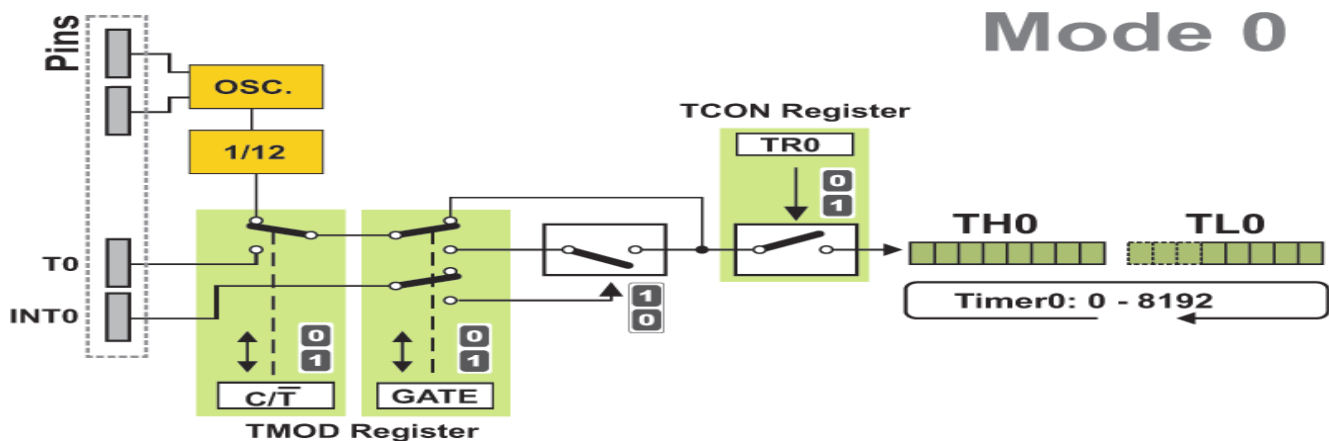 Mode 0
Pins
OSC.
1/12
TCON Register
TR0
0
1
TH0 TL0
T0
INT0
1
0
Timer0: 0 - 8192
0
1
0
1
C/T̅
GATE
TMOD Register